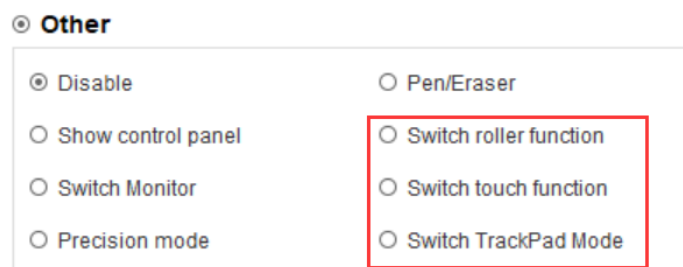 Other
Disable
Pen/Eraser
Show control panel
Switch roller function
Switch Monitor
Switch touch function
Precision mode
Switch TrackPad Mode